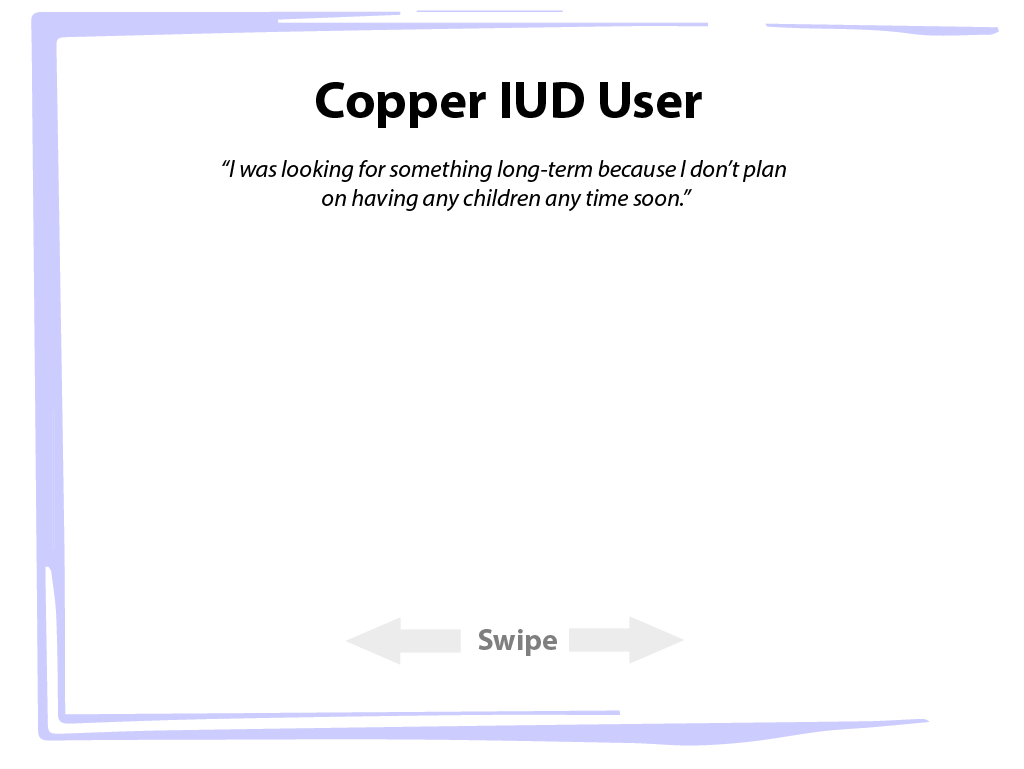 Copper IUD User
“I was looking for something long-term because I don’t plan
on having any children any time soon.”
Swipe